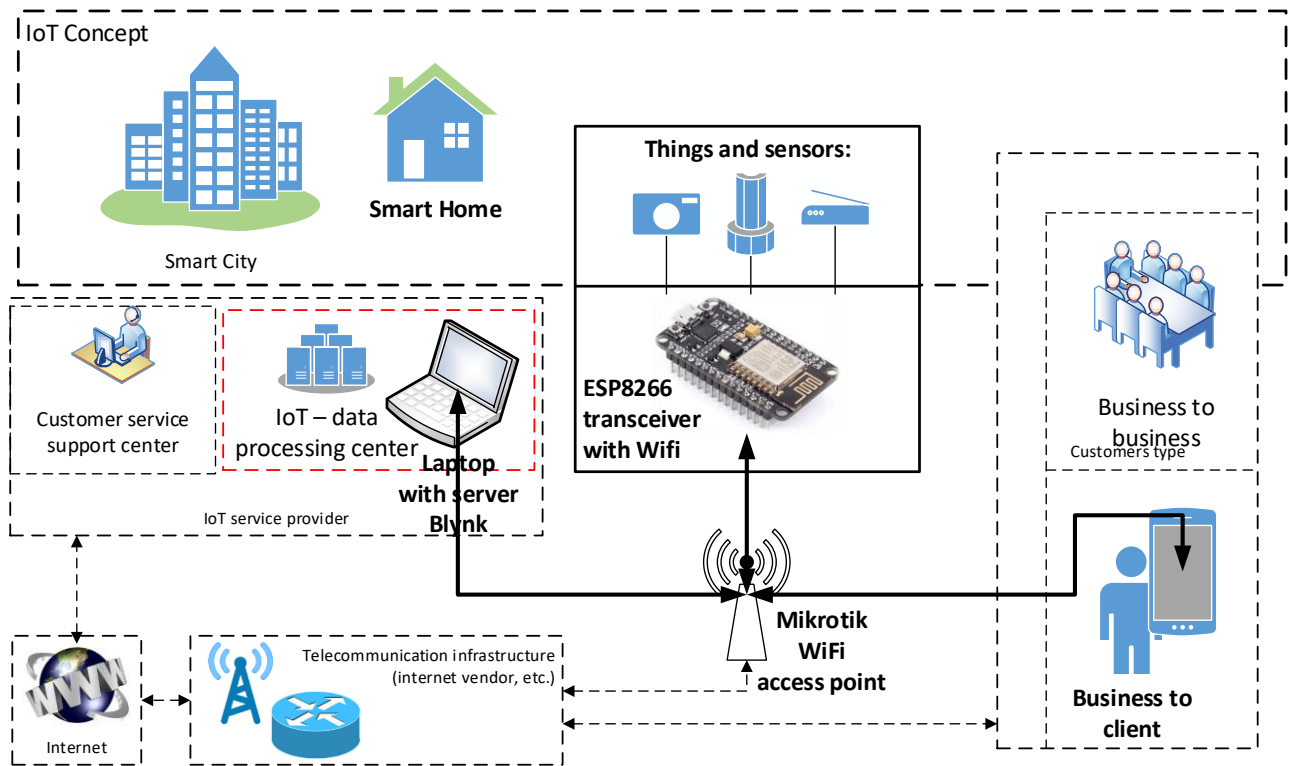 IoT Concept
Smart City
Smart Home
Things and sensors:
ESP8266
transceiver
with Wifi
Customer service
support center
IoT – data
processing center
Laptop
with server
Blynk
IoT service provider
Business to
business
Customers type
Business to
client
Mikrotik
WiFi
access point
Telecommunication infrastructure
(internet vendor, etc.)
WWW
Internet